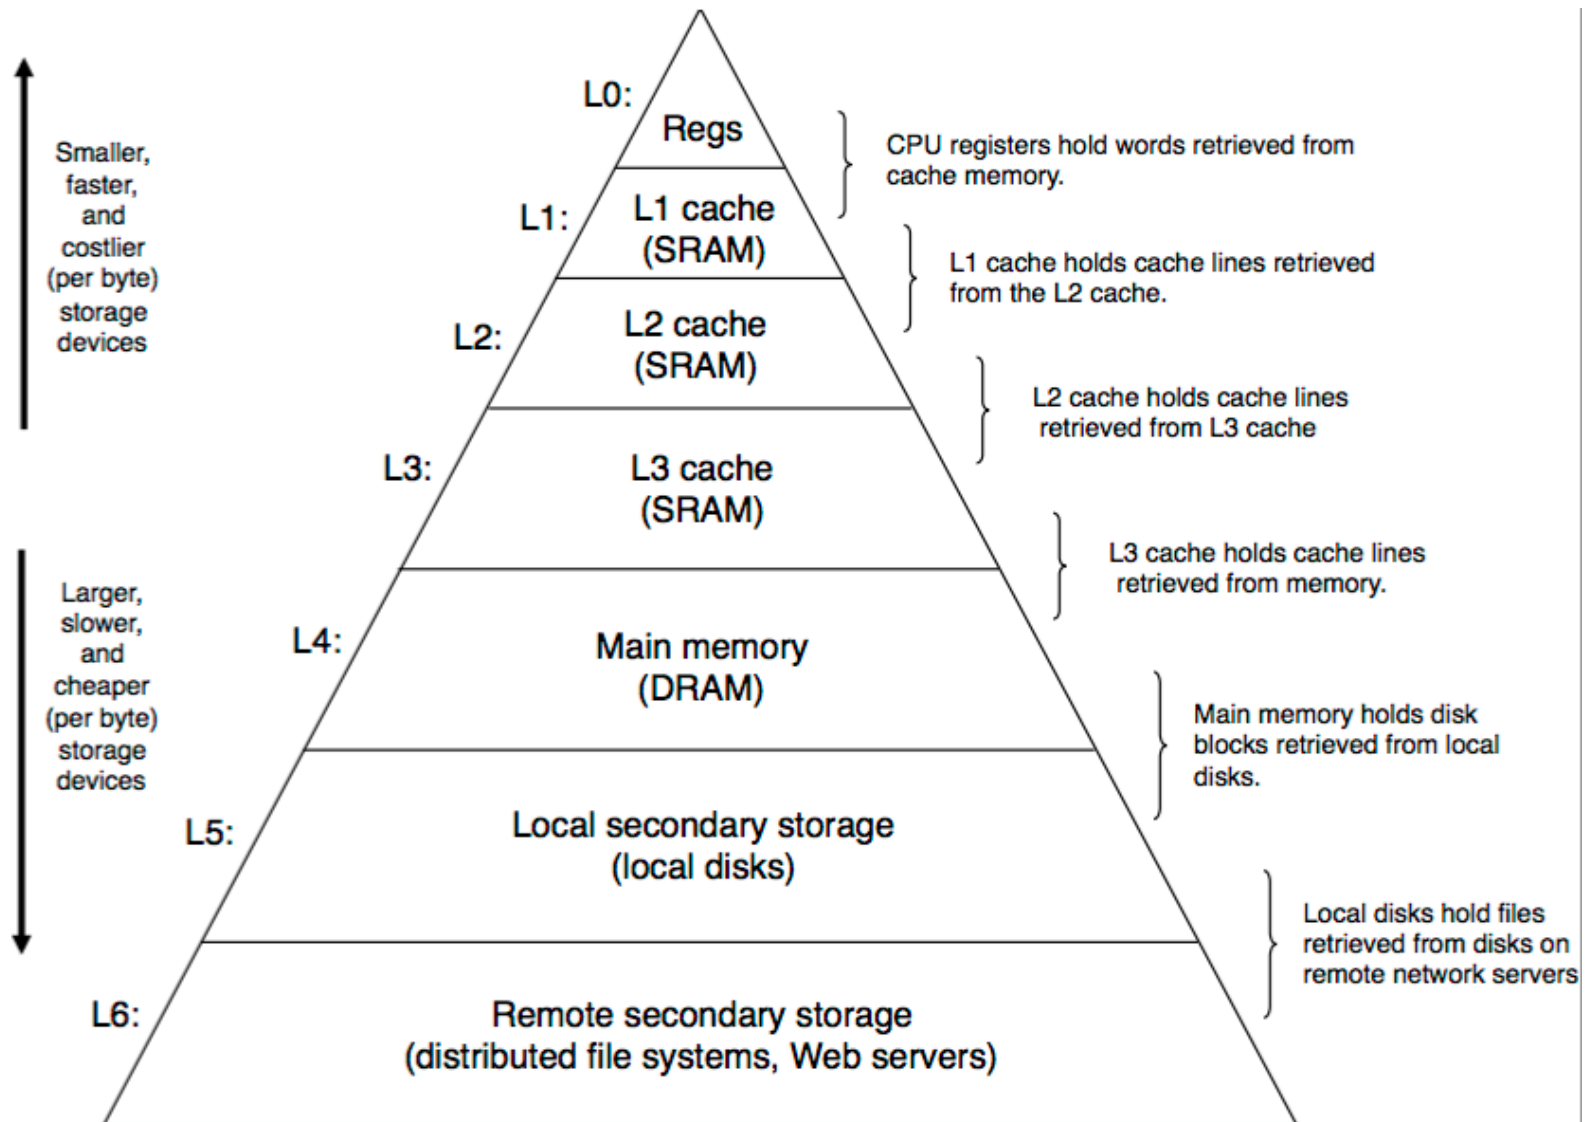 Smaller,
faster,
and
costlier
(per byte)
storage
devices
Larger,
slower,
and
cheaper
(per byte)
storage
devices
L0:
Regs
L1:
L1 cache
(SRAM)
L2:
L2 cache
(SRAM)
L3:
L3 cache
(SRAM)
L4:
Main memory
(DRAM)
L5:
Local secondary storage
(local disks)
L6:
Remote secondary storage
(distributed file systems, Web servers)
CPU registers hold words retrieved from
cache memory.
L1 cache holds cache lines retrieved
from the L2 cache.
L2 cache holds cache lines
retrieved from L3 cache
L3 cache holds cache lines
retrieved from memory.
Main memory holds disk
blocks retrieved from local
disks.
Local disks hold files
retrieved from disks on
remote network servers